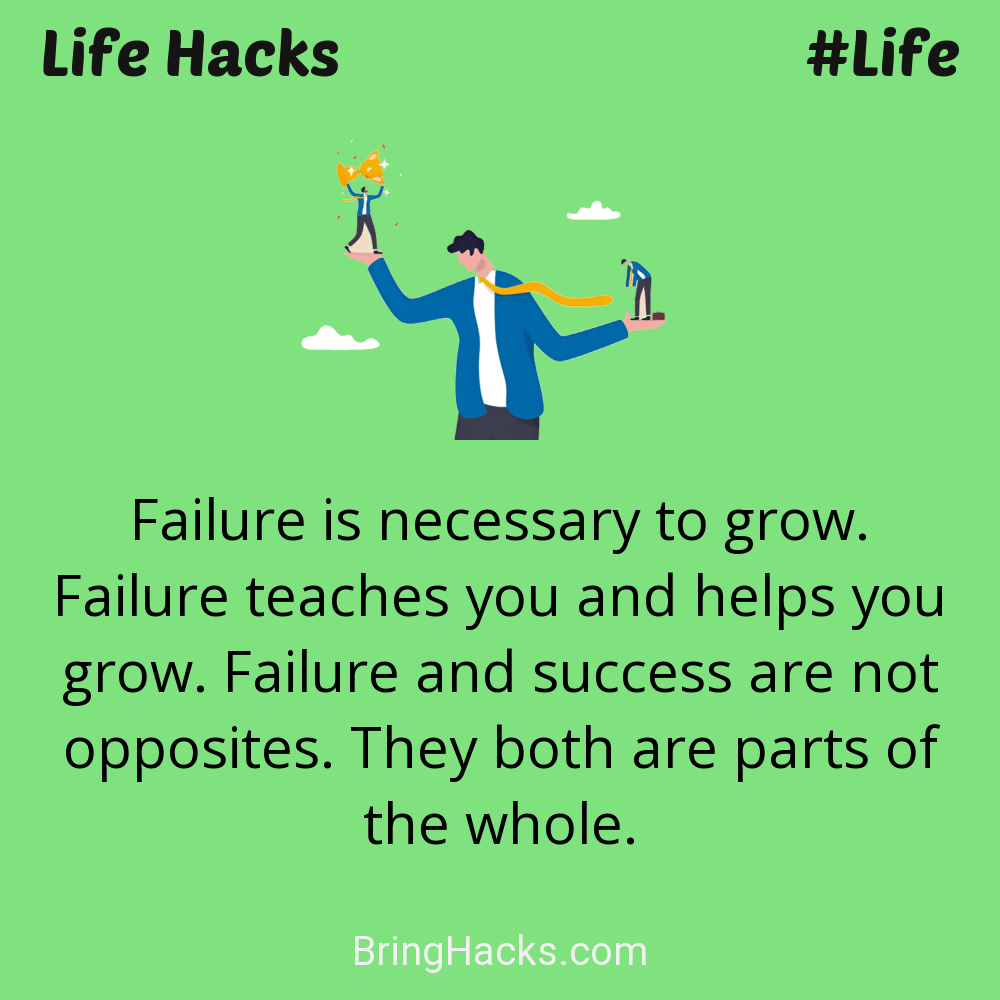 Life Hacks
#Life
Failure is necessary to grow.
Failure teaches you and helps you
grow. Failure and success are not
opposites. They both are parts of
the whole.
BringHacks.com